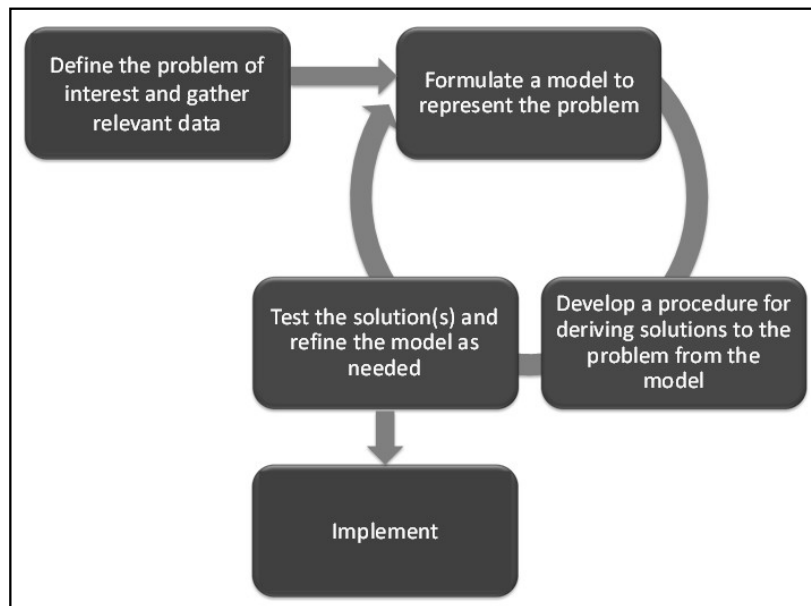 Define the problem of
interest and gather
relevant data
Formulate a model to
represent the problem
Develop a procedure for
deriving solutions to the
problem from the
model
Test the solution(s) and
refine the model as
needed
Implement